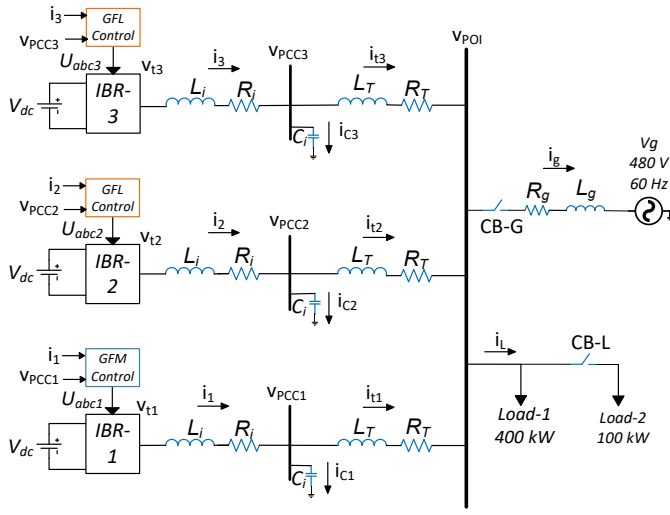 i3
GFL
Control
vPCC3
Uabc3
vt3
i3
vPCC3
it3
vPOI
Li
Ri
LT
RT
Vdc
+
-
IBR-
3
Ci
iC3
Vg
480 V
60 Hz
ig
Rg
Lg
CB-G
i2
GFL
Control
vPCC2
Uabc2
vt2
i2
vPCC2
it2
Li
Ri
LT
RT
Vdc
+
-
IBR-
2
Ci
iC2
iL
CB-L
i1
GFM
Control
vPCC1
Uabc1
vt1
i1
vPCC1
it1
Li
Ri
LT
RT
Vdc
+
-
IBR-
1
Ci
iC1
Load-1
400 kW
Load-2
100 kW